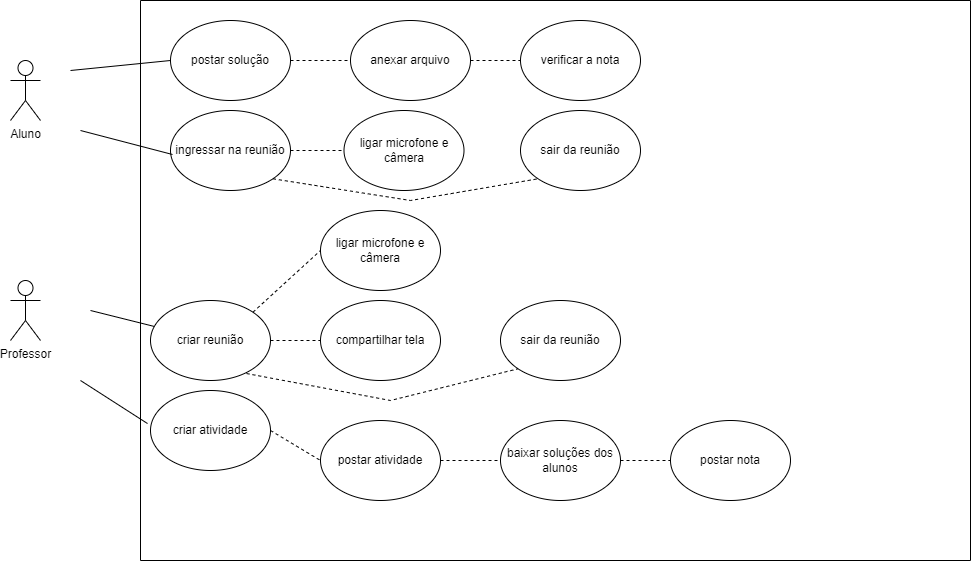 postar solução
anexar arquivo
verificar a nota
Aluno
ingressar na reunião
ligar microfone e
câmera
sair da reunião
ligar microfone e
câmera
Professor
criar reunião
compartilhar tela
sair da reunião
criar atividade
postar atividade
baixar soluções dos
alunos
postar nota